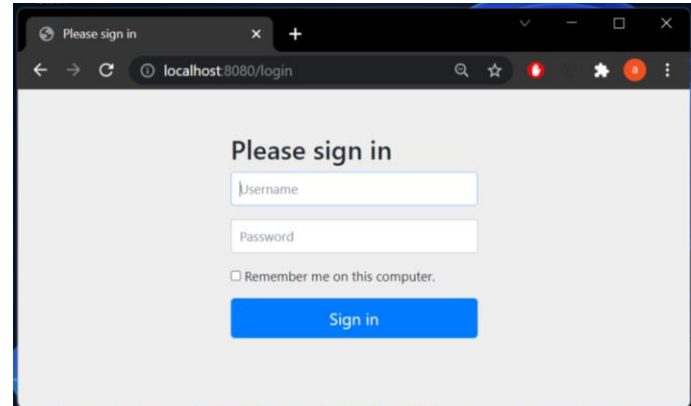 Please sign in
localhost:8080/login
a
Please sign in
Username
Password
Remember me on this computer.
Sign in